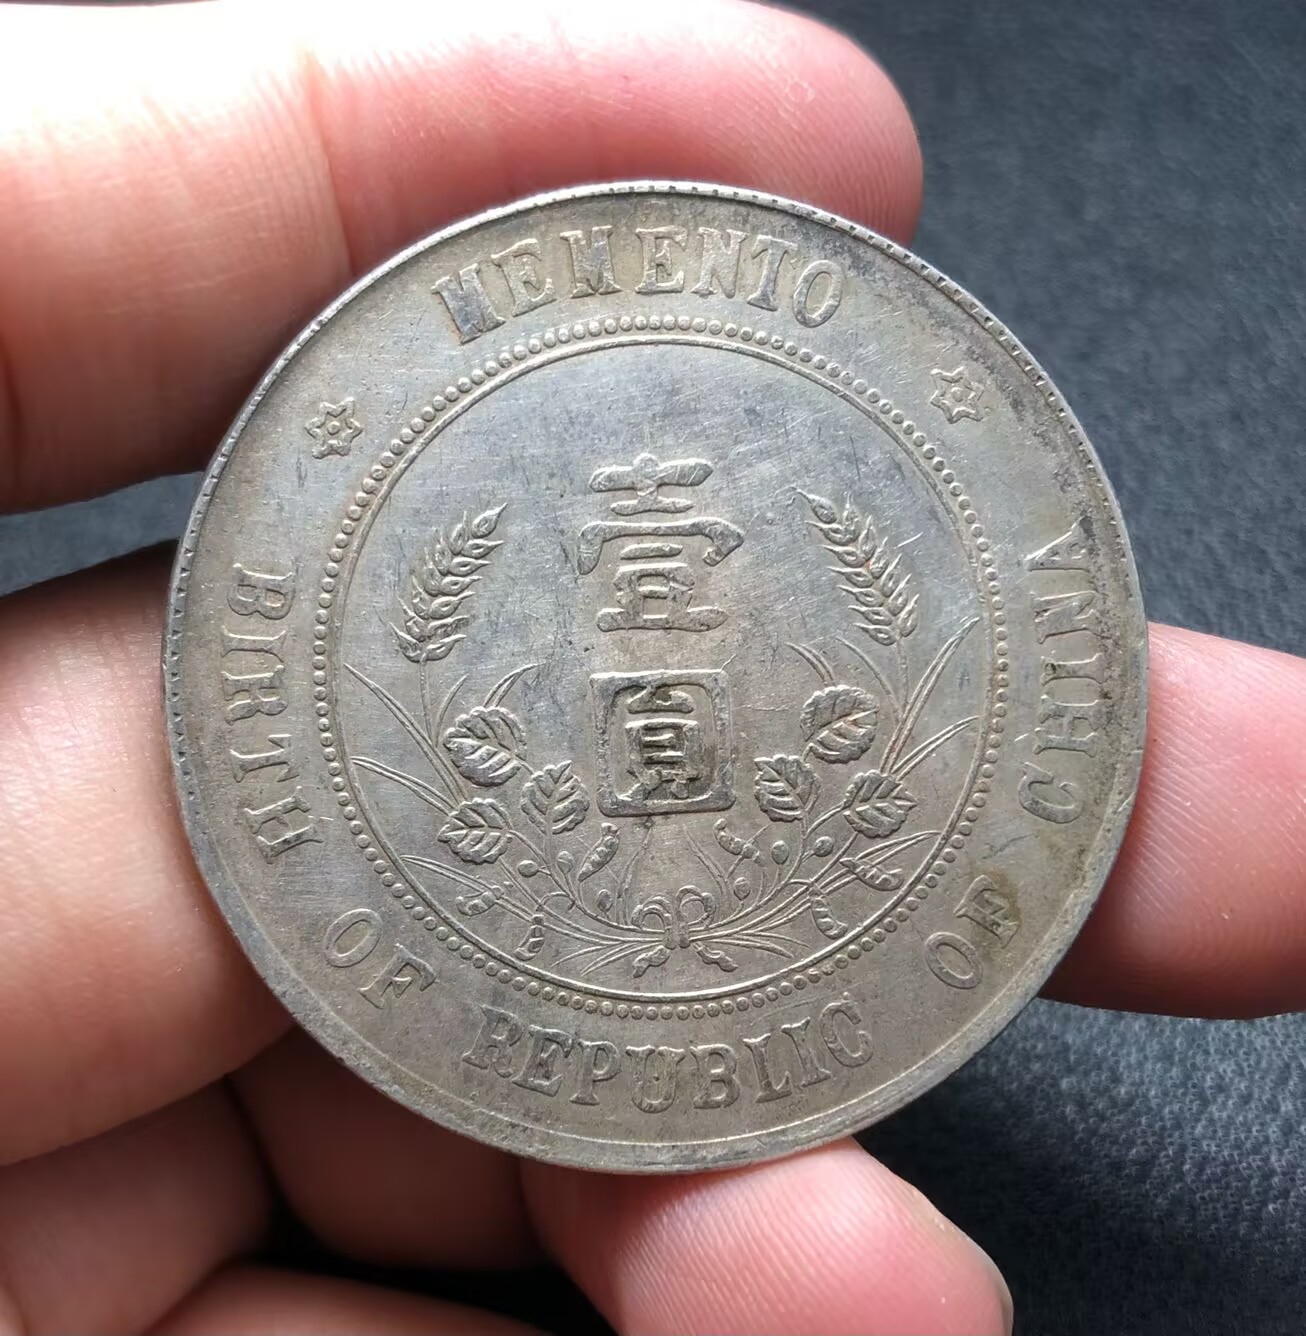 MEMENTO
壹
圓
BIRTH OF REPUBLIC OF CHINA